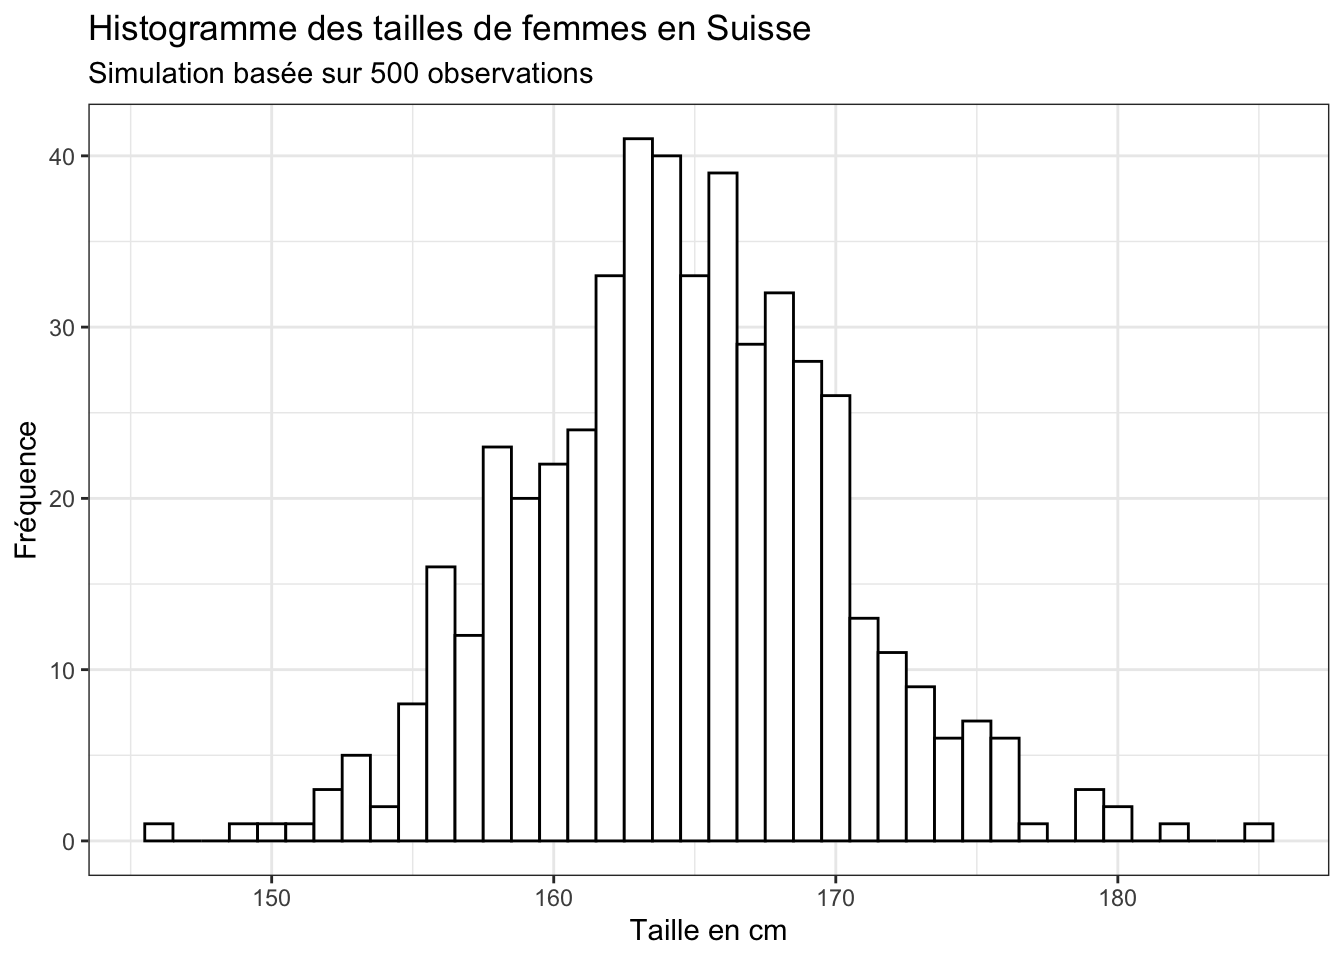 Histogramme des tailles de femmes en Suisse
Simulation basée sur 500 observations
40
30
20
10
0
Fréquence
150 160 170 180
Taille en cm